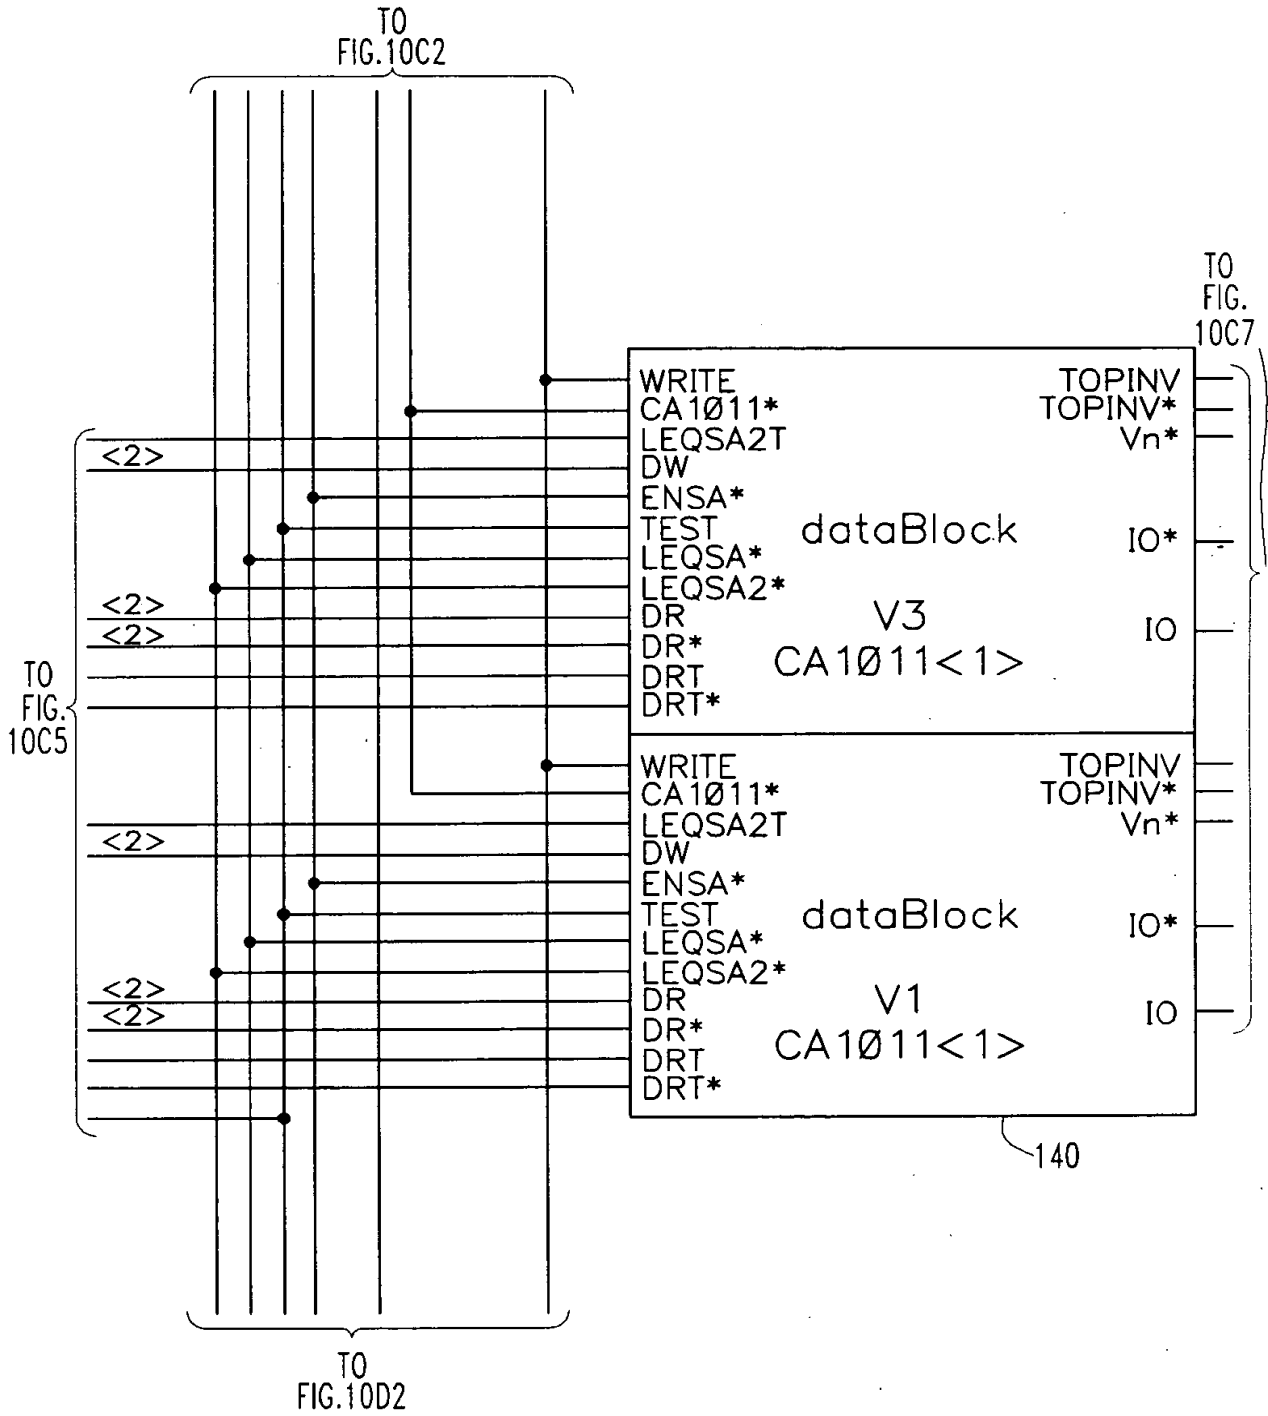 TO
FIG.10C2
TO
FIG.
10C7
WRITE
CA1Ø11*
LEQSA2T
<2>
DW
ENSA*
TEST
LEQSA*
LEQSA2*
<2>
DR
<2>
DR*
DRT
DRT*
TOPINV
TOPINV*
Vn*
IO*
IO
dataBlock
V3
CA1Ø11<1>
TO
FIG.
10C5
WRITE
CA1Ø11*
LEQSA2T
<2>
DW
ENSA*
TEST
LEQSA*
LEQSA2*
<2>
DR
<2>
DR*
DRT
DRT*
TOPINV
TOPINV*
Vn*
IO*
IO
dataBlock
V1
CA1Ø11<1>
140
TO
FIG.10D2